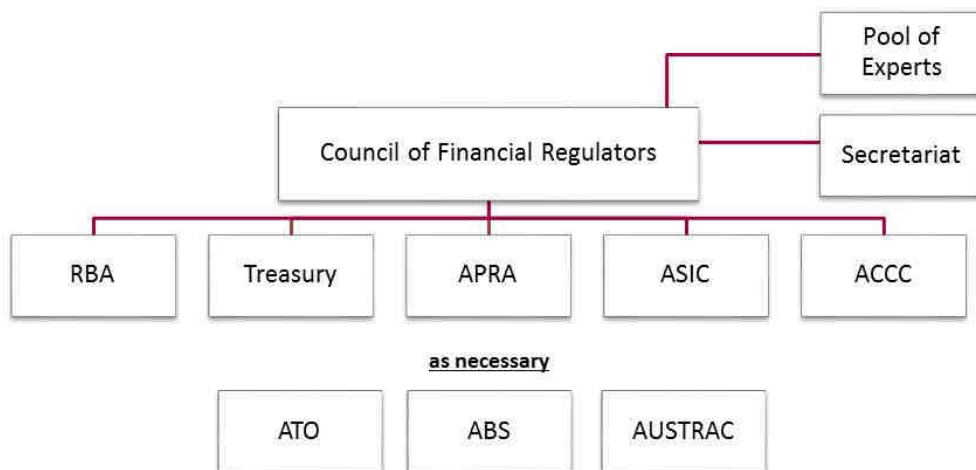 Pool of
Experts
Council of Financial Regulators
Secretariat
RBA
Treasury
APRA
ASIC
ACCC
as necessary
ATO
ABS
AUSTRAC